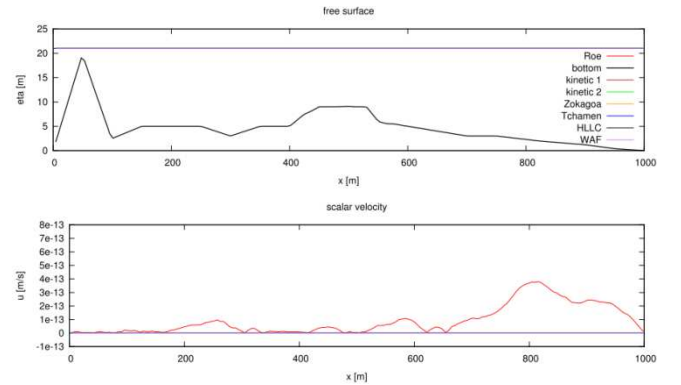 free surface
25
20
15
10
5
0
eta [m]
Roe
bottom
kinetic 1
kinetic 2
Zokagoa
Tchamen
HLLC
WAF
0 200 400 600 800 1000
x [m]
scalar velocity
8e-13
7e-13
6e-13
5e-13
4e-13
3e-13
2e-13
1e-13
0
-1e-13
u [m/s]
0 200 400 600 800 1000
x [m]